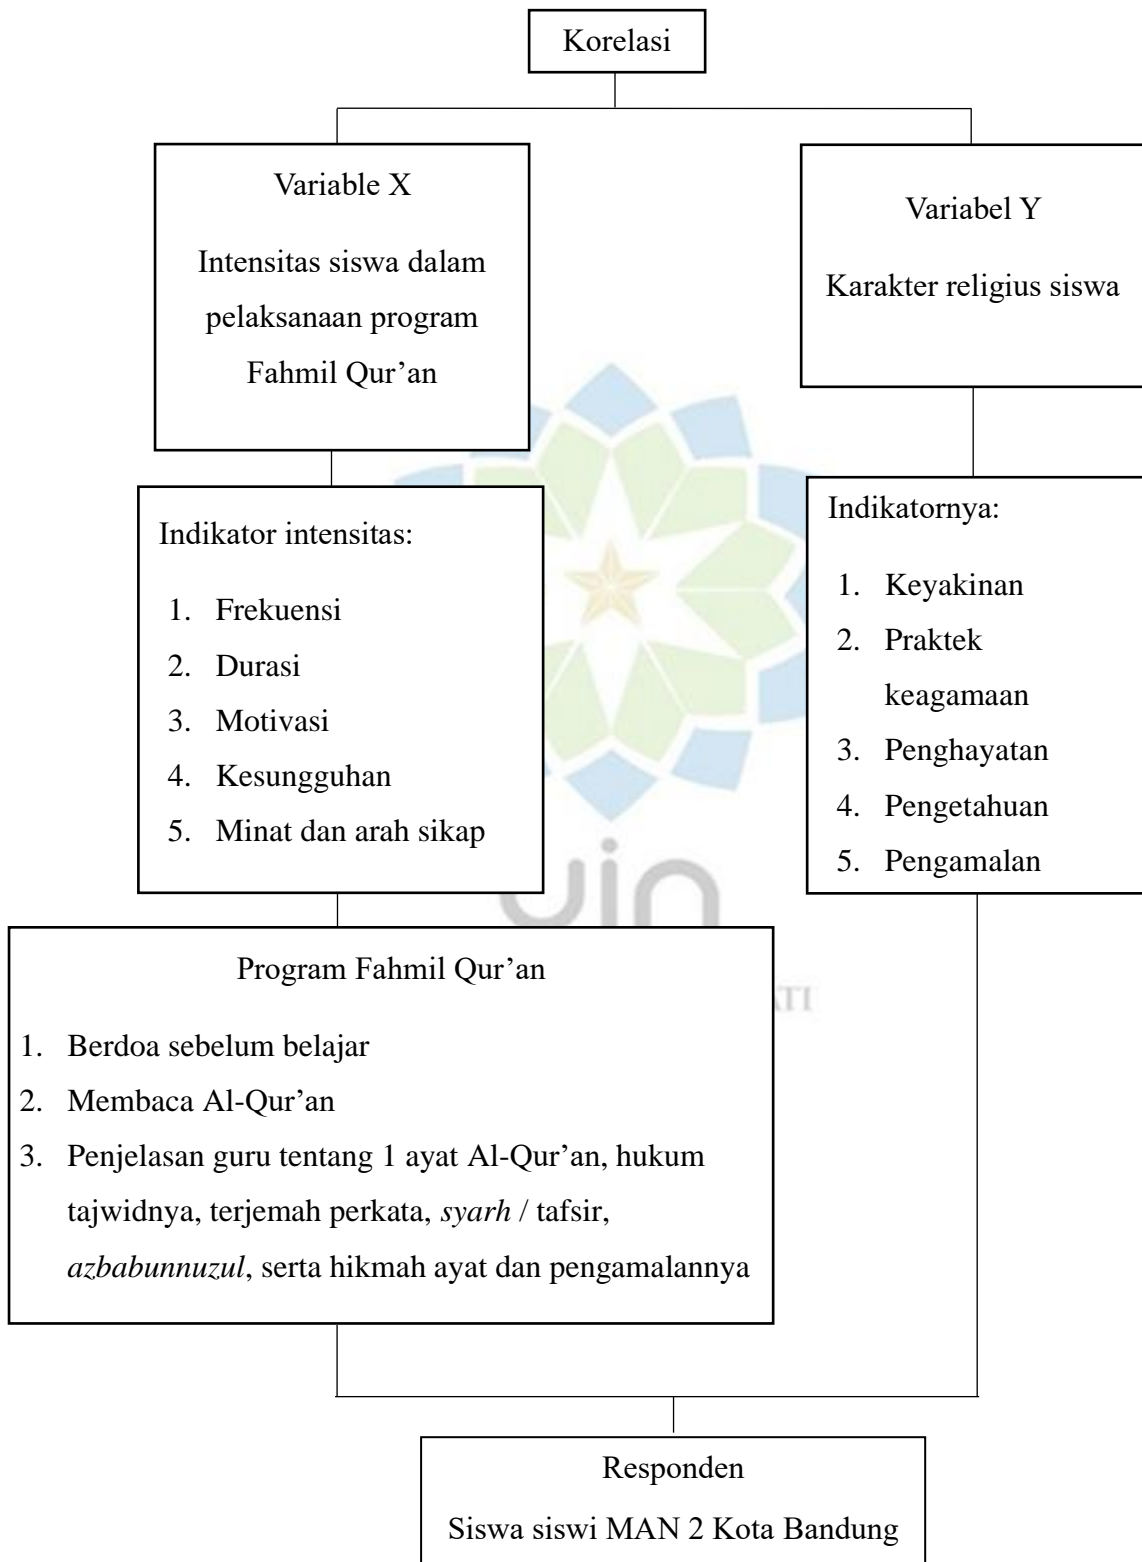 Korelasi
Variable X
Intensitas siswa dalam
pelaksanaan program
Fahmil Qur’an
Variabel Y
Karakter religius siswa
Indikator intensitas:
1. Frekuensi
2. Durasi
3. Motivasi
4. Kesungguhan
5. Minat dan arah sikap
Indikatornya:
1. Keyakinan
2. Praktek
keagamaan
3. Penghayatan
4. Pengetahuan
5. Pengamalan
uin
Program Fahmil Qur’an
1. Berdoa sebelum belajar
2. Membaca Al-Qur’an
3. Penjelasan guru tentang 1 ayat Al-Qur’an, hukum
tajwidnya, terjemah perkata, syarh / tafsir,
azbabunnuzul, serta hikmah ayat dan pengamalannya
Responden
Siswa siswi MAN 2 Kota Bandung